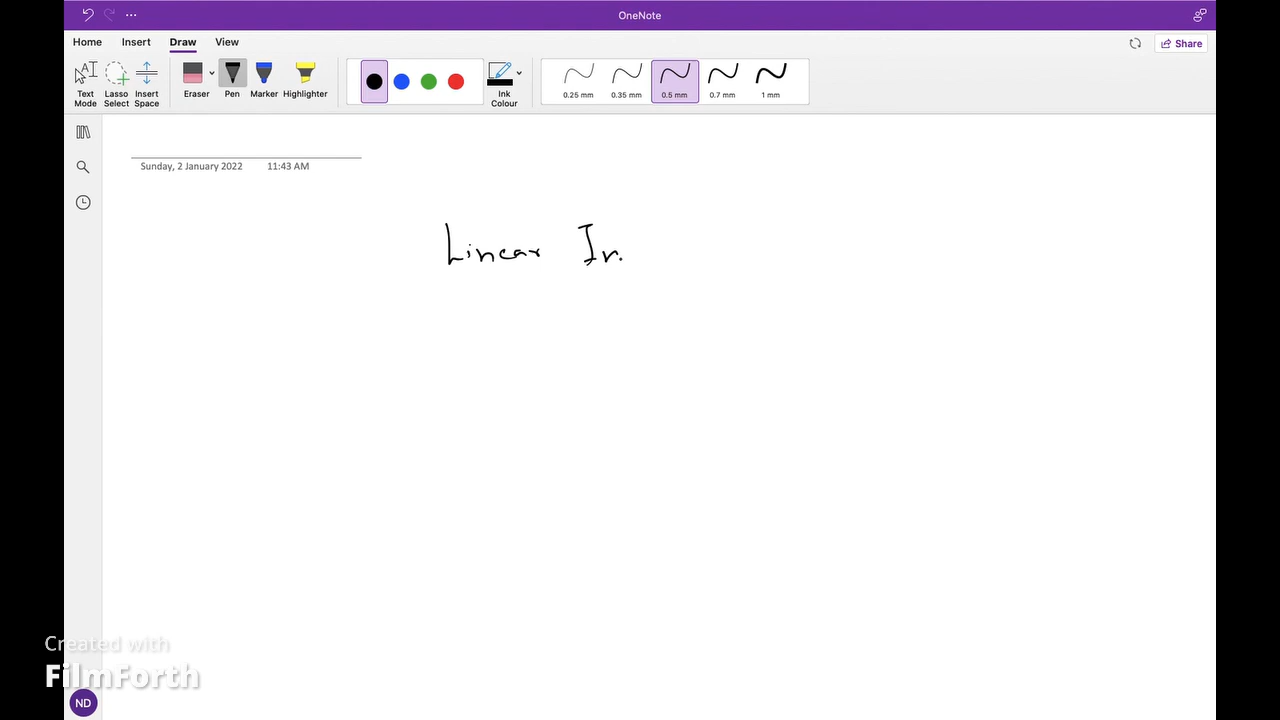 OneNote
Home Insert Draw View
Share
Text Mode
Lasso Select
Insert Space
Eraser
Pen
Marker
Highlighter
Ink Colour
0.25 mm
0.35 mm
0.5 mm
0.7 mm
1 mm
Sunday, 2 January 2022 11:43 AM
Linear In
Created with
FilmForth
ND